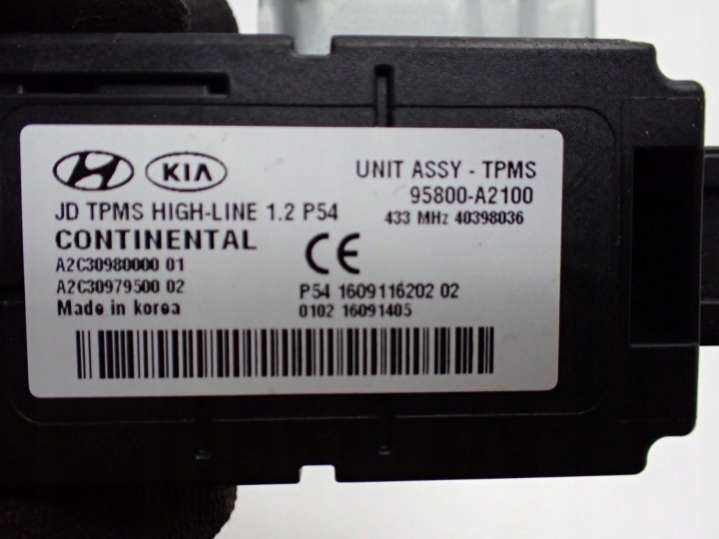 KIA
UNIT ASSY - TPMS
95800-A2100
JD TPMS HIGH-LINE 1.2 P54
433 MHz 40398036
CONTINENTAL
CE
A2C30980000 01
A2C30979500 02
P54 1609116202 02
Made in korea
0102 16091405